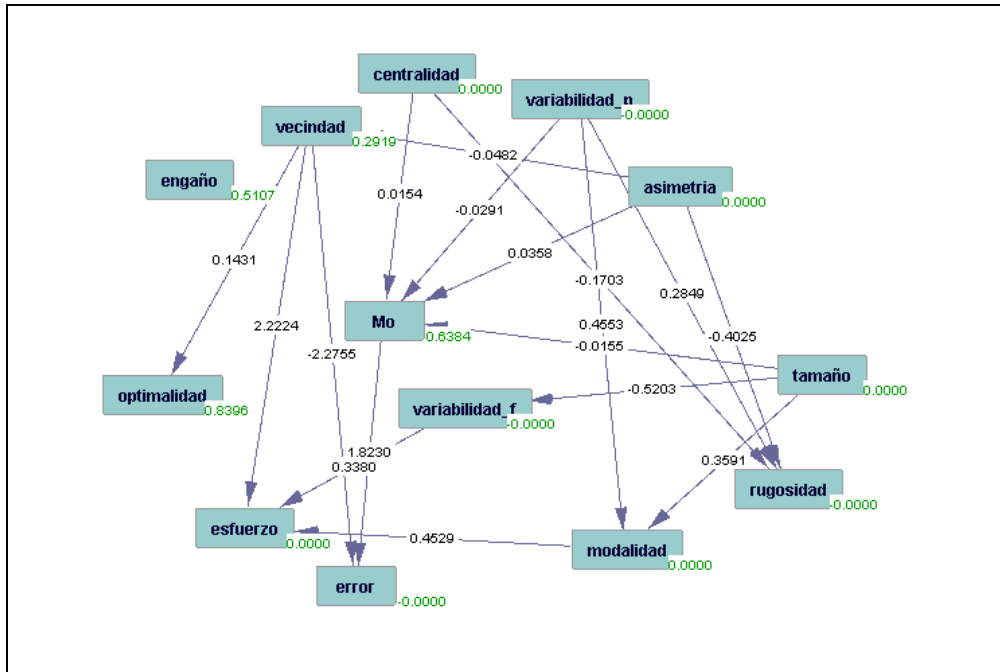 centralidad
0.0000
variabilidad_n
-0.0000
vecindad
0.2919
-0.0482
engaño
0.5107
asimetria
0.0000
0.0154
-0.0291
0.0358
0.1431
-0.1703
0.2849
2.2224
Mo
0.6384
0.4553
-0.4025
-0.0155
-2.2755
tamaño
0.0000
optimalidad
0.8396
-0.5203
variabilidad_f
-0.0000
1.8230
0.3380
0.3591
rugosidad
-0.0000
esfuerzo
0.0000
0.4529
modalidad
0.0000
error
-0.0000